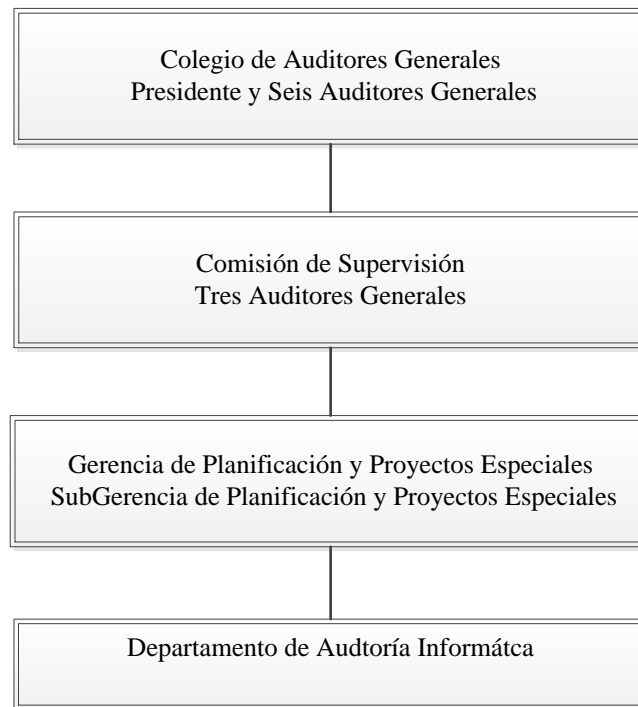 Colegio de Auditores Generales
Presidente y Seis Auditores Generales
Comisión de Supervisión
Tres Auditores Generales
Gerencia de Planificación y Proyectos Especiales
SubGerencia de Planificación y Proyectos Especiales
Departamento de Audtoría Informátca